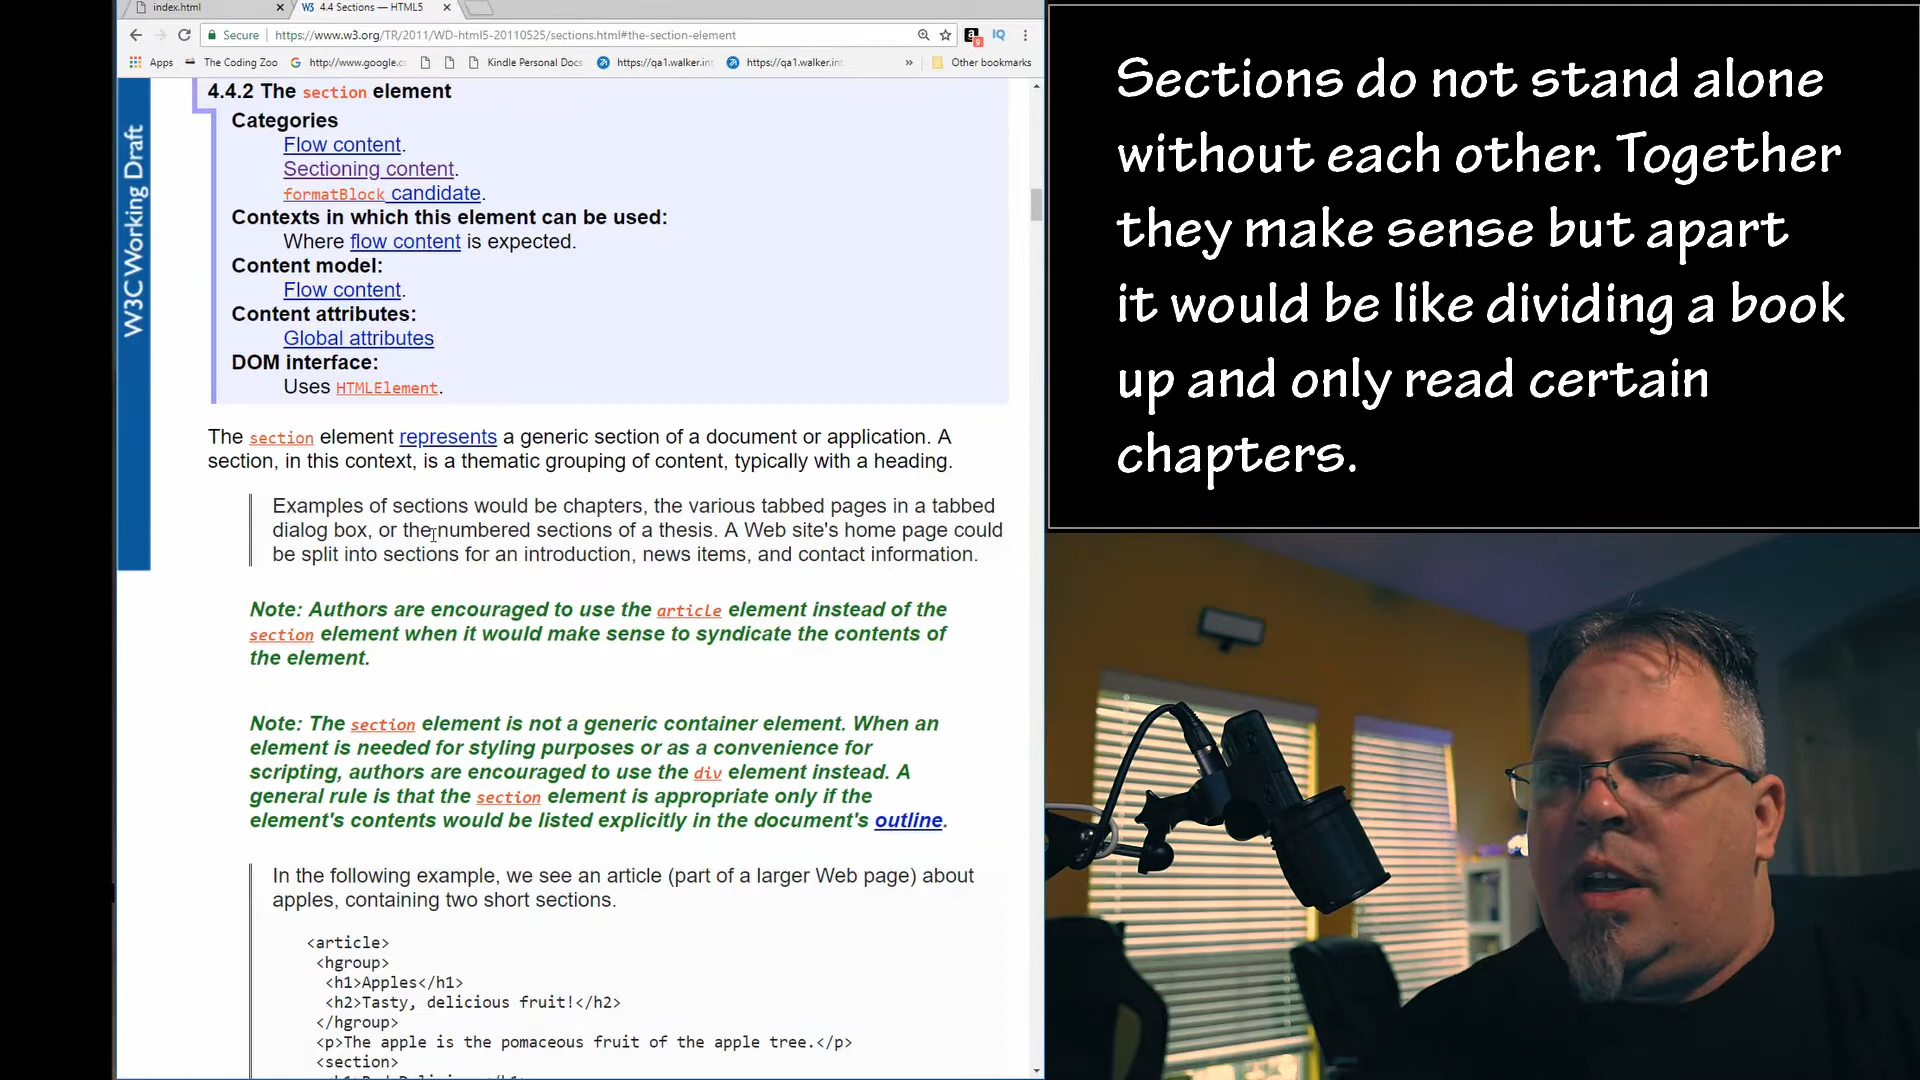 index.html
W3 4.4 Sections — HTML5
Secure
https://www.w3.org/TR/2011/WD-html5-20110525/sections.html#the-section-element
IQ
Apps
The Coding Zoo
http://www.google.c
Kindle Personal Docs
https://qa1.walker.int
https://qa1.walker.int
»
Other bookmarks
W3C Working Draft
4.4.2 The section element
Categories
Flow content.
Sectioning content.
formatBlock candidate.
Contexts in which this element can be used:
Where flow content is expected.
Content model:
Flow content.
Content attributes:
Global attributes
DOM interface:
Uses HTMLElement.
The section element represents a generic section of a document or application. A
section, in this context, is a thematic grouping of content, typically with a heading.
Examples of sections would be chapters, the various tabbed pages in a tabbed
dialog box, or the numbered sections of a thesis. A Web site's home page could
be split into sections for an introduction, news items, and contact information.
Note: Authors are encouraged to use the article element instead of the
section element when it would make sense to syndicate the contents of
the element.
Note: The section element is not a generic container element. When an
element is needed for styling purposes or as a convenience for
scripting, authors are encouraged to use the div element instead. A
general rule is that the section element is appropriate only if the
element's contents would be listed explicitly in the document's outline.
In the following example, we see an article (part of a larger Web page) about
apples, containing two short sections.
<article>
<hgroup>
<h1>Apples</h1>
<h2>Tasty, delicious fruit!</h2>
</hgroup>
<p>The apple is the pomaceous fruit of the apple tree.</p>
<section>
Sections do not stand alone
without each other. Together
they make sense but apart
it would be like dividing a book
up and only read certain
chapters.